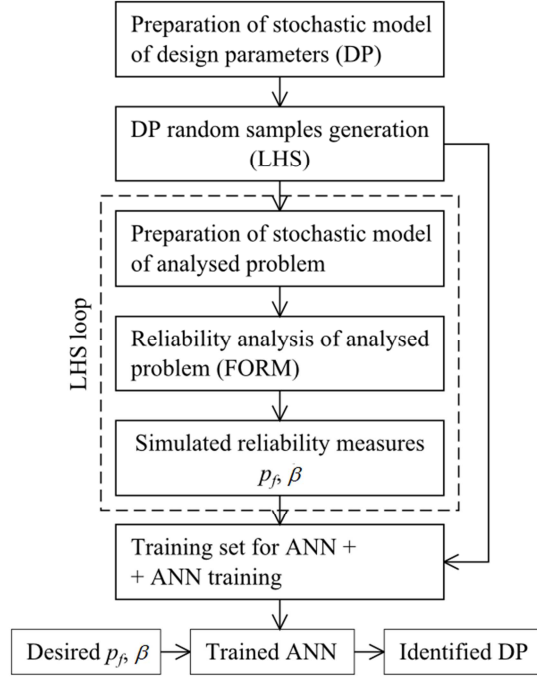 Preparation of stochastic model
of design parameters (DP)
DP random samples generation
(LHS)
LHS loop
Preparation of stochastic model
of analysed problem
Reliability analysis of analysed
problem (FORM)
Simulated reliability measures
pf, β
Training set for ANN +
+ ANN training
Desired pf, β
Trained ANN
Identified DP